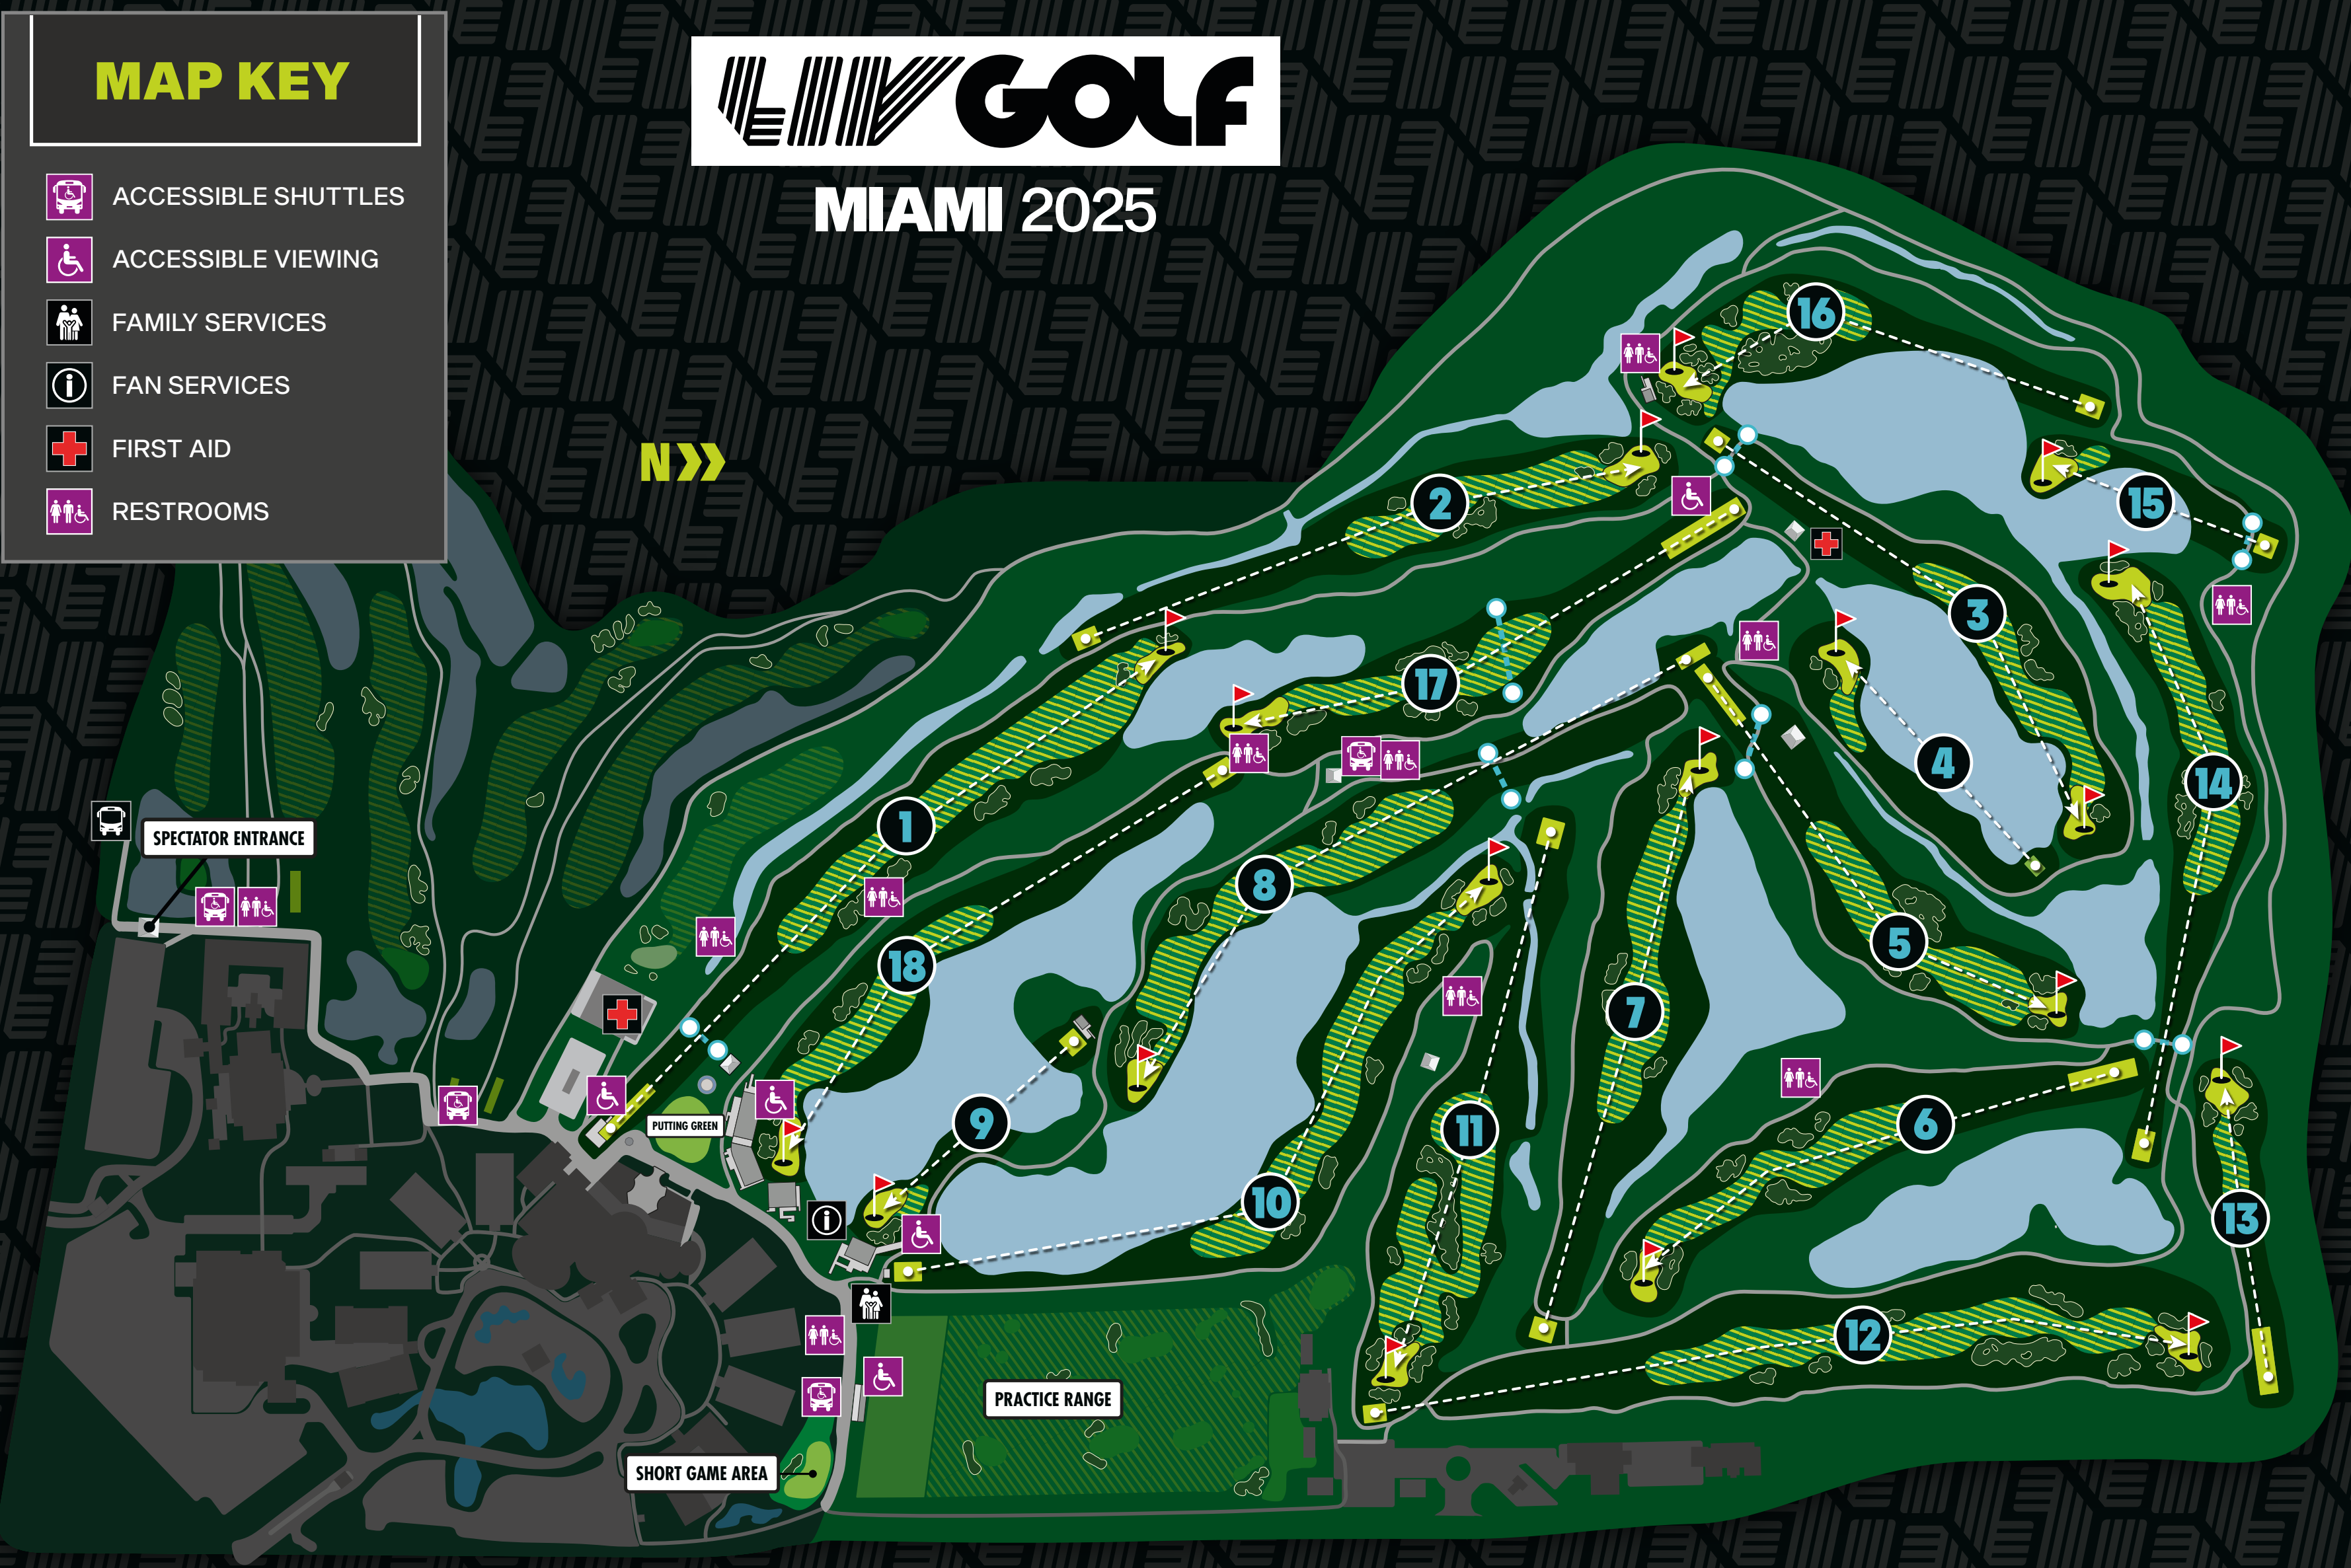 MAP KEY
ACCESSIBLE SHUTTLES
ACCESSIBLE VIEWING
FAMILY SERVICES
FAN SERVICES
FIRST AID
RESTROOMS
LIV GOLF
MIAMI 2025
N
16
2
15
3
17
4
14
1
SPECTATOR ENTRANCE
8
5
18
7
9
PUTTING GREEN
6
11
10
13
12
PRACTICE RANGE
SHORT GAME AREA